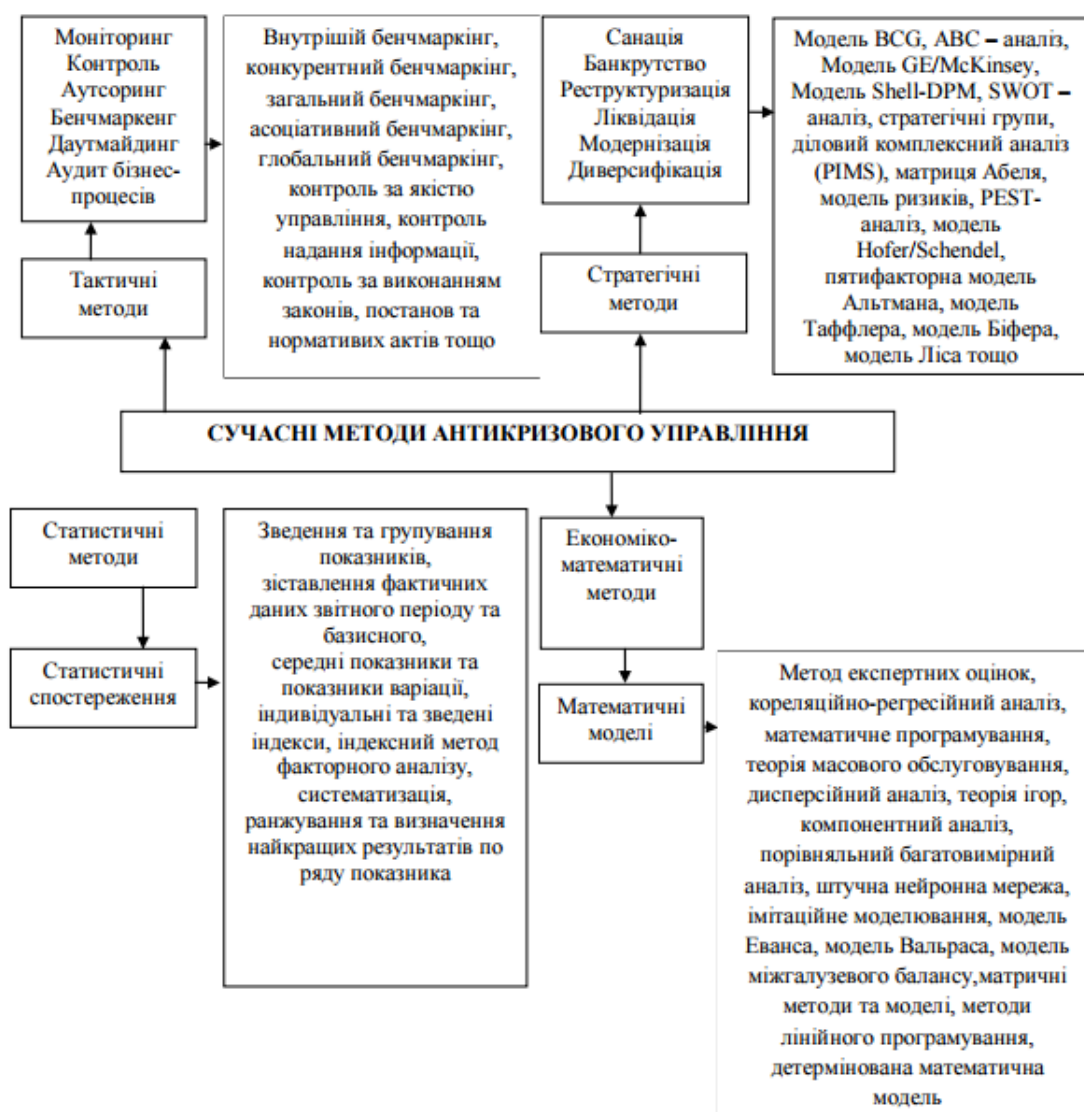 Моніторинг
Контроль
Аутсоринг
Бенчмаркенг
Даутмайдинг
Аудит бізнес-
процесів
Внутрішій бенчмаркінг,
конкурентний бенчмаркінг,
загальний бенчмаркінг,
асоціативний бенчмаркінг,
глобальний бенчмаркінг,
контроль за якістю
управління, контроль
надання інформації,
контроль за виконанням
законів, постанов та
нормативих актів тощо
Санація
Банкрутство
Реструктуризація
Ліквідація
Модернізація
Диверсифікація
Модель BCG, ABC – аналіз,
Модель GE/McKinsey,
Модель Shell-DPM, SWOT –
аналіз, стратегічні групи,
діловий комплексний аналіз
(PIMS), матриця Абеля,
модель ризиків, PEST-
аналіз, модель
Hofer/Schendel,
пятифакторна модель
Альтмана, модель
Таффлера, модель Біфера,
модель Ліса тощо
Тактичні
методи
Стратегічні
методи
СУЧАСНІ МЕТОДИ АНТИКРИЗОВОГО УПРАВЛІННЯ
Статистичні
методи
Статистичні
спостереження
Зведення та групування
показників,
зіставлення фактичних
даних звітного періоду та
базисного,
середні показники та
показники варіації,
індивідуальні та зведені
індекси, індексний метод
факторного аналізу,
систематизація,
ранжування та визначення
найкращих результатів по
ряду показника
Економіко-
математичні
методи
Математичні
моделі
Метод експертних оцінок,
кореляційно-регресійний аналіз,
математичне програмування,
теорія масового обслуговування,
дисперсійний аналіз, теорія ігор,
компонентний аналіз,
порівняльний багатовимірний
аналіз, штучна нейронна мережа,
імітаційне моделювання, модель
Еванса, модель Вальраса, модель
міжгалузевого балансу,матричні
методи та моделі, методи
лінійного програмування,
детермінована математична
модель